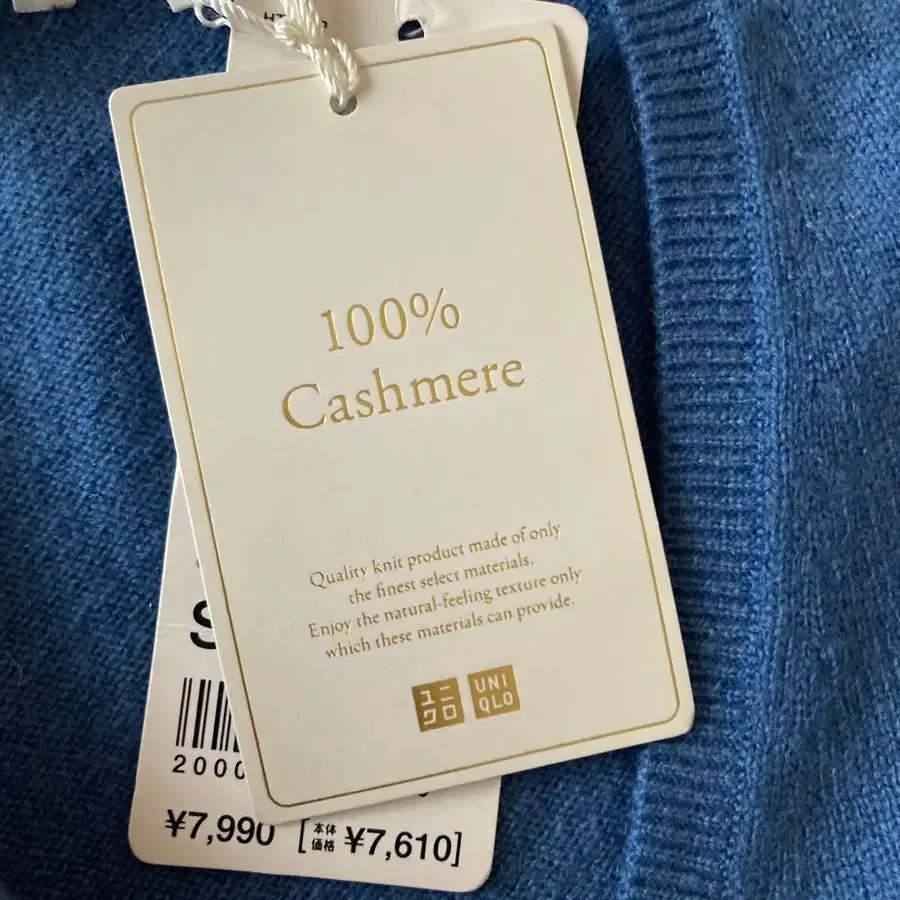 100%
Cashmere
Quality knit product made of only
the finest select materials.
Enjoy the natural-feeling texture only
which these materials can provide.
ユニ UNI
クロ QLO
S
2000
¥7,990 [本体価格 ¥7,610]